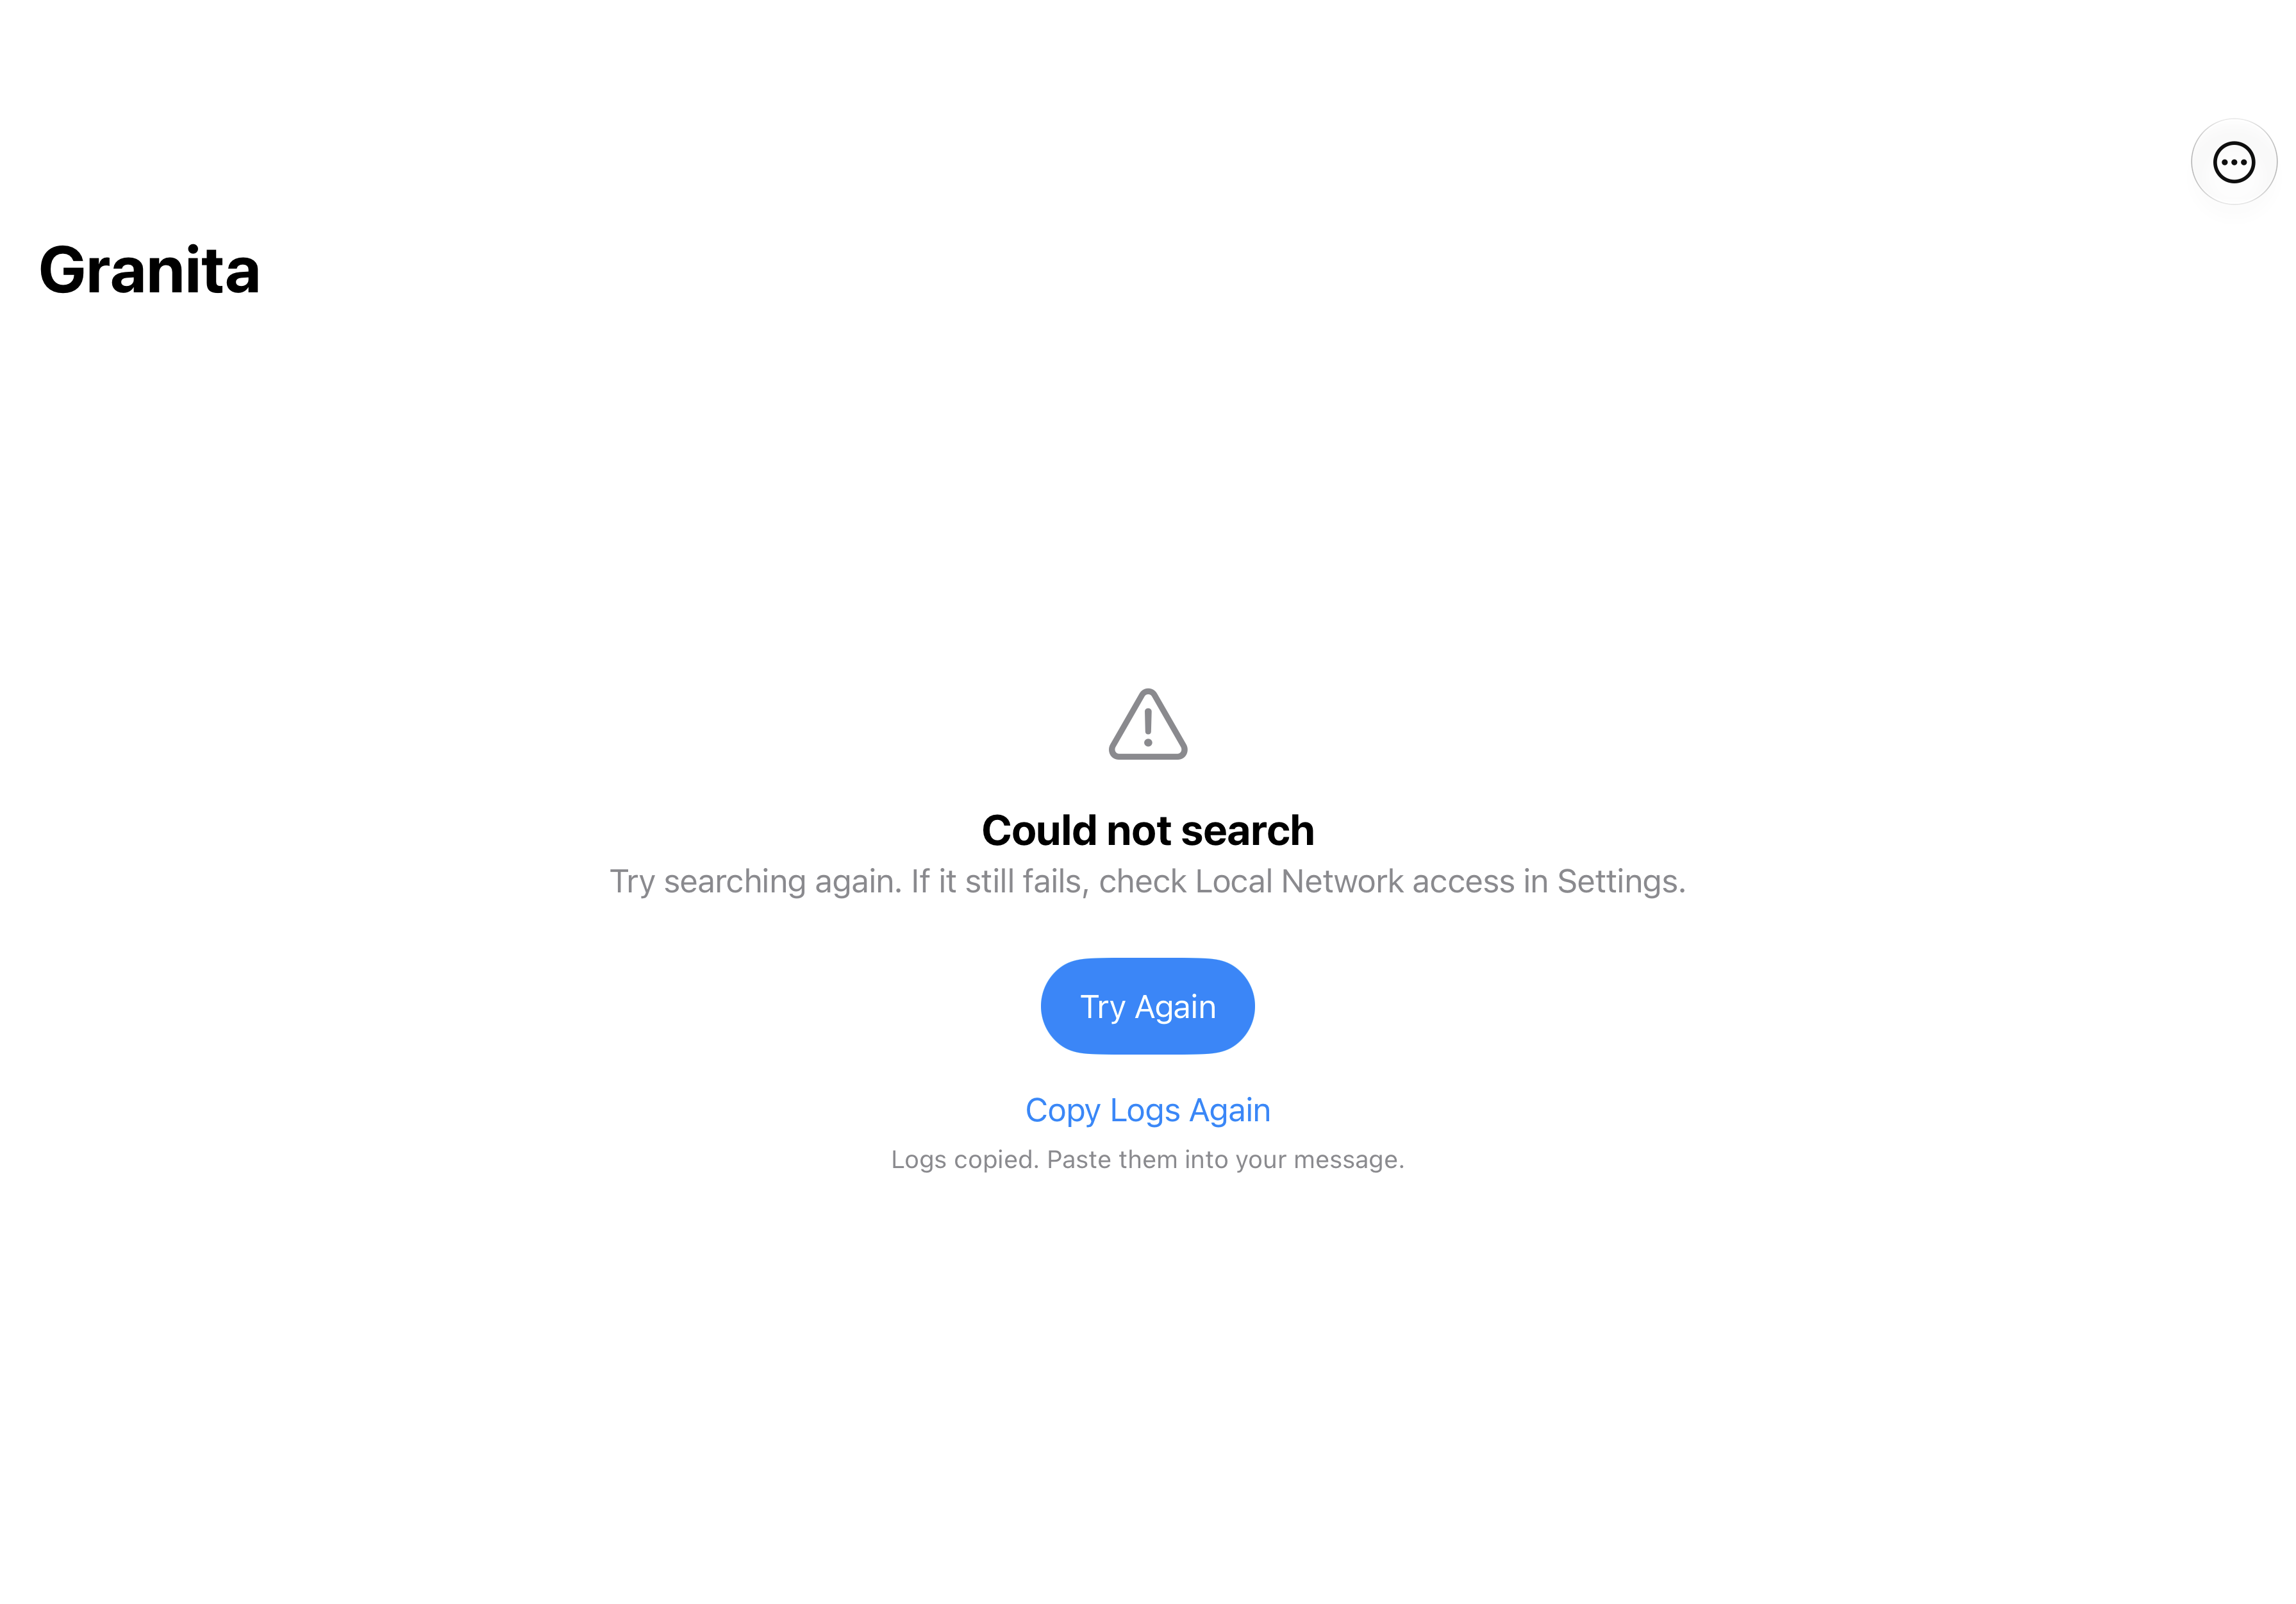 Granita
Could not search
Try searching again. If it still fails, check Local Network access in Settings.
Try Again
Copy Logs Again
Logs copied. Paste them into your message.